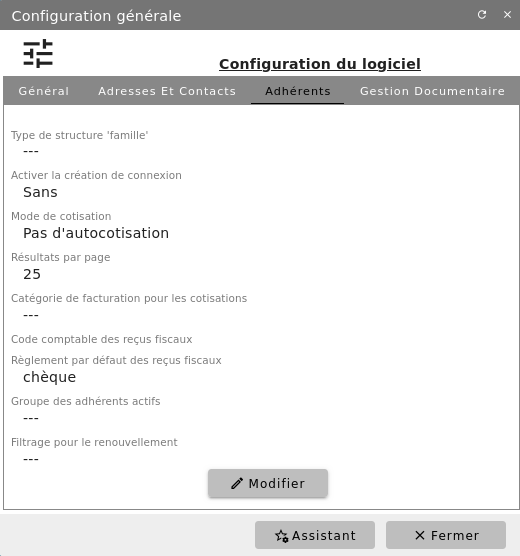 Configuration générale
Configuration du logiciel
Général Adresses Et Contacts Adhérents Gestion Documentaire
Type de structure 'famille'
---
Activer la création de connexion
Sans
Mode de cotisation
Pas d'autocotisation
Résultats par page
25
Catégorie de facturation pour les cotisations
---
Code comptable des reçus fiscaux
Règlement par défaut des reçus fiscaux
chèque
Groupe des adhérents actifs
---
Filtrage pour le renouvellement
---
Modifier
Assistant Fermer